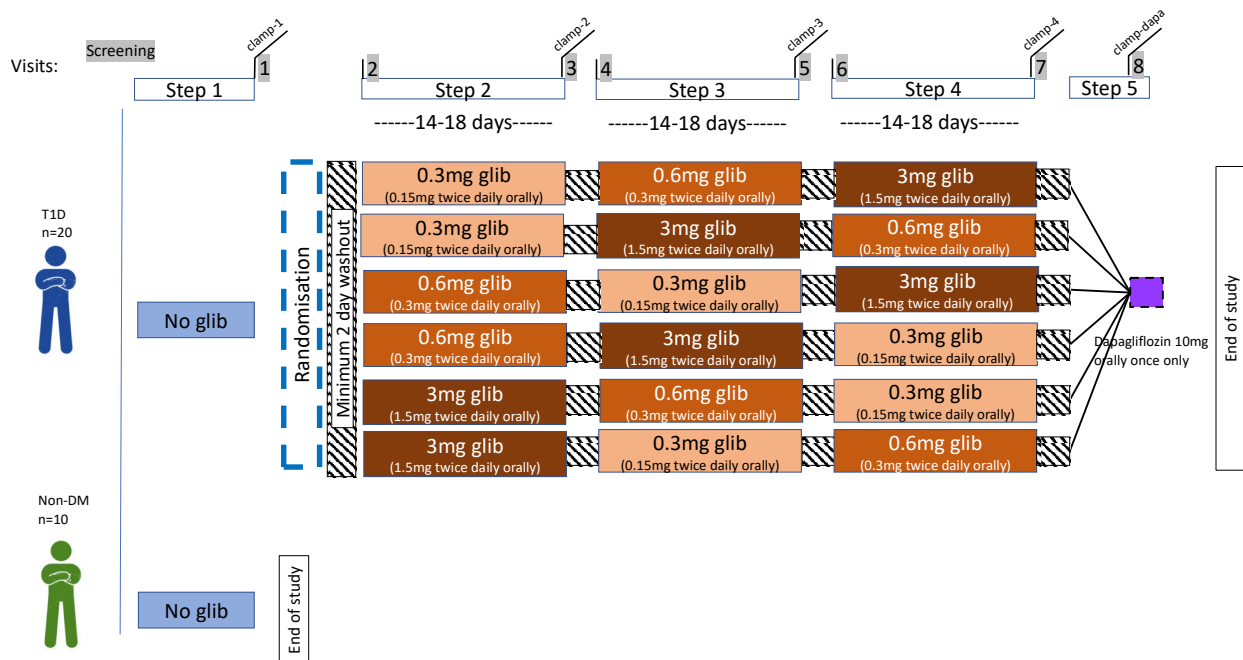 Screening
clamp-1
clamp-2
clamp-3
clamp-4
clamp-dapa
Visits:
1
2
3
4
5
6
7
8
Step 1
Step 2
Step 3
Step 4
Step 5
------14-18 days------
------14-18 days------
------14-18 days------
T1D
n=20
No glib
Randomisation
Minimum 2 day washout
0.3mg glib
(0.15mg twice daily orally)
0.6mg glib
(0.3mg twice daily orally)
3mg glib
(1.5mg twice daily orally)
0.3mg glib
(0.15mg twice daily orally)
3mg glib
(1.5mg twice daily orally)
0.6mg glib
(0.3mg twice daily orally)
0.6mg glib
(0.3mg twice daily orally)
0.3mg glib
(0.15mg twice daily orally)
3mg glib
(1.5mg twice daily orally)
0.6mg glib
(0.3mg twice daily orally)
3mg glib
(1.5mg twice daily orally)
0.3mg glib
(0.15mg twice daily orally)
3mg glib
(1.5mg twice daily orally)
0.6mg glib
(0.3mg twice daily orally)
0.3mg glib
(0.15mg twice daily orally)
3mg glib
(1.5mg twice daily orally)
0.3mg glib
(0.15mg twice daily orally)
0.6mg glib
(0.3mg twice daily orally)
Dapagliflozin 10mg
orally once only
End of study
Non-DM
n=10
No glib
End of study